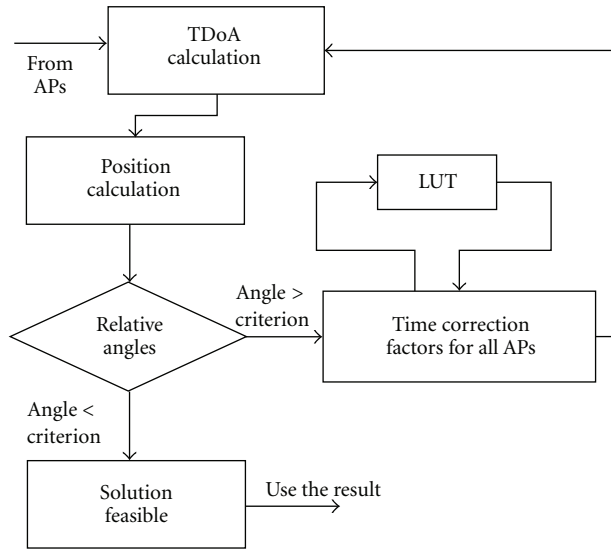 TDoA
calculation
From
APs
Position
calculation
LUT
Relative
angles
Angle >
criterion
Time correction
factors for all APs
Angle <
criterion
Solution
feasible
Use the result